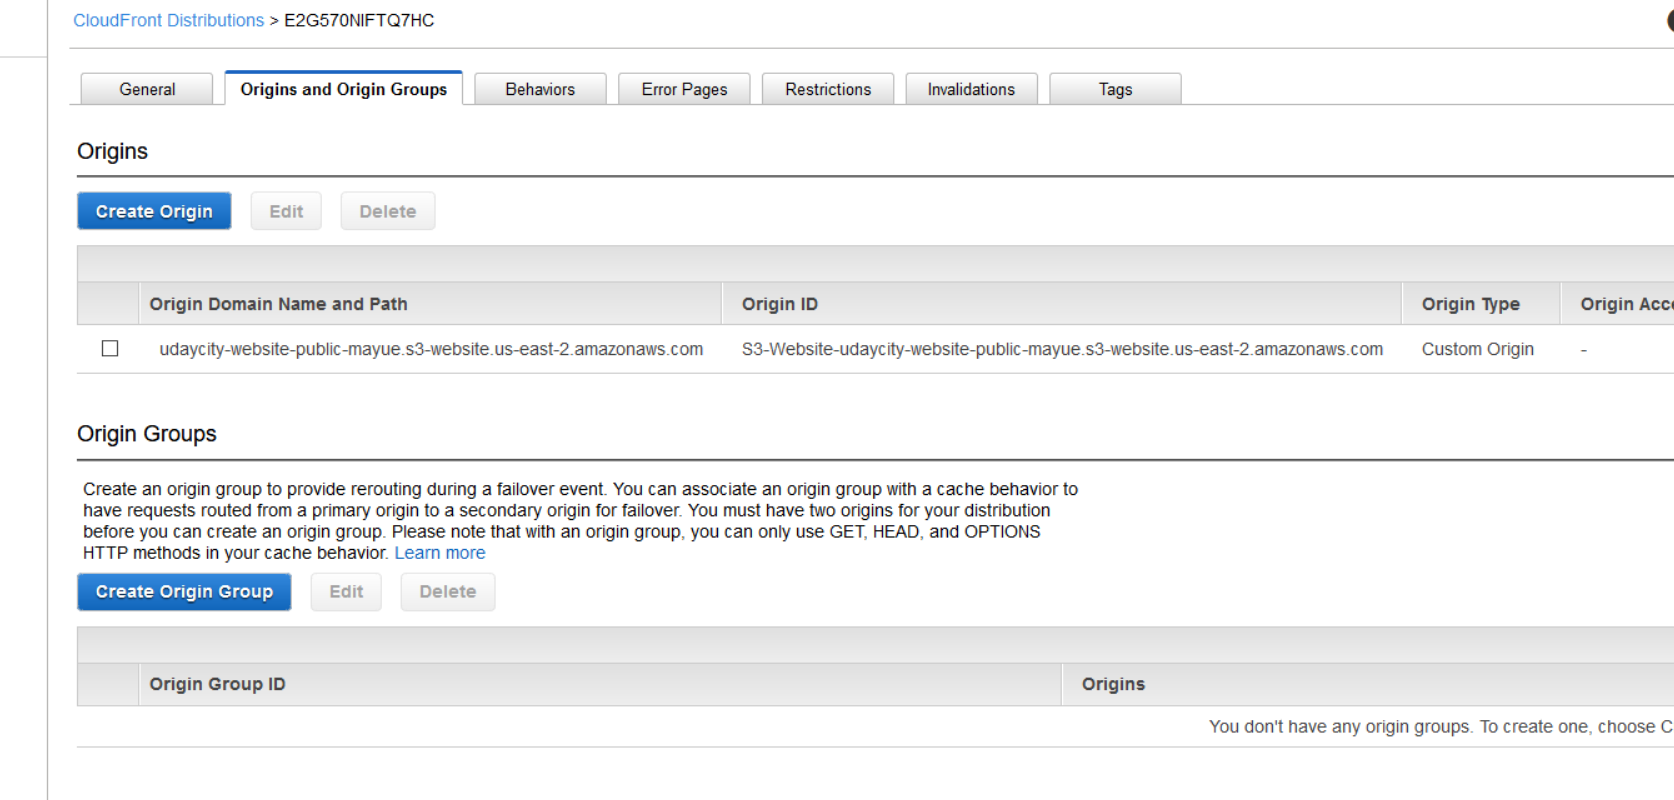 CloudFront Distributions > E2G570NIFTQ7HC
General Origins and Origin Groups Behaviors Error Pages Restrictions Invalidations Tags
Origins
Create Origin Edit Delete
Origin Domain Name and Path Origin ID Origin Type Origin Acce
udaycity-website-public-mayue.s3-website.us-east-2.amazonaws.com S3-Website-udaycity-website-public-mayue.s3-website.us-east-2.amazonaws.com Custom Origin -
Origin Groups
Create an origin group to provide rerouting during a failover event. You can associate an origin group with a cache behavior to
have requests routed from a primary origin to a secondary origin for failover. You must have two origins for your distribution
before you can create an origin group. Please note that with an origin group, you can only use GET, HEAD, and OPTIONS
HTTP methods in your cache behavior. Learn more
Create Origin Group Edit Delete
Origin Group ID Origins
You don't have any origin groups. To create one, choose C